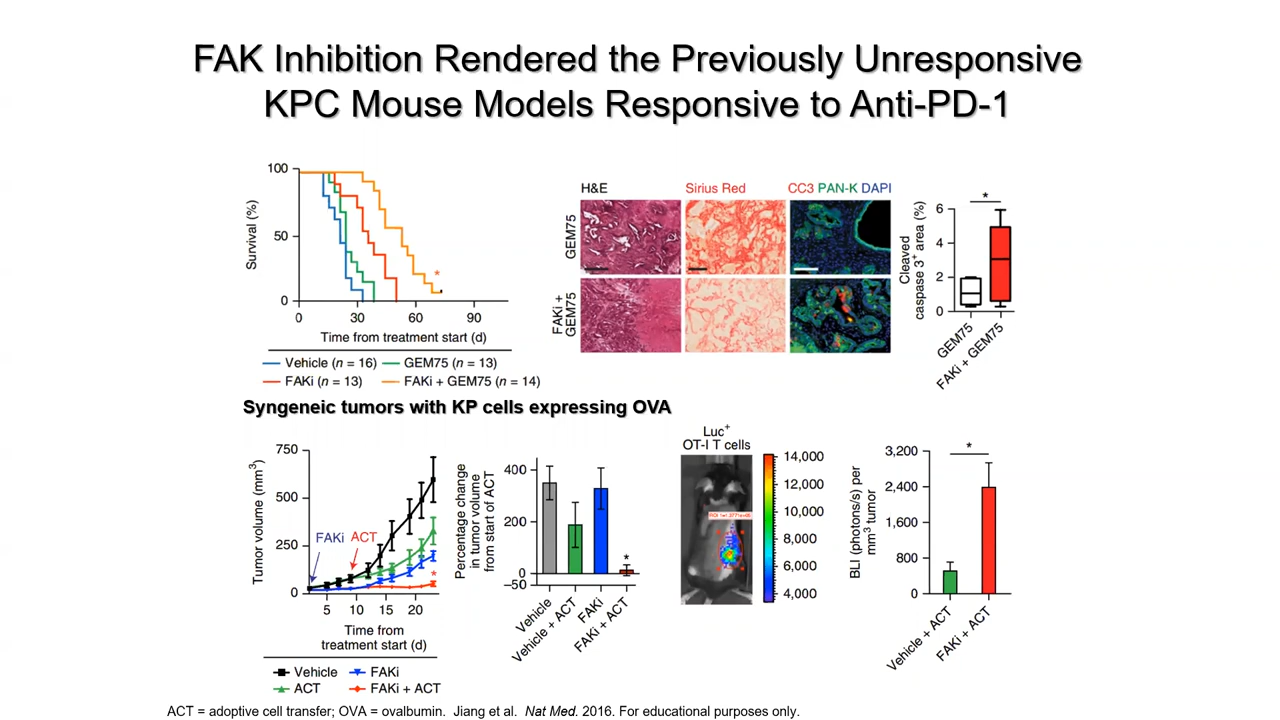 FAK Inhibition Rendered the Previously Unresponsive
KPC Mouse Models Responsive to Anti-PD-1
100
50
0
Survival (%)
0
30
60
90
Time from treatment start (d)
Vehicle (n = 16)
GEM75 (n = 13)
FAKi (n = 13)
FAKi + GEM75 (n = 14)
*
H&E
Sirius Red
CC3 PAN-K DAPI
GEM75
FAKi +
GEM75
Cleaved
caspase 3+ area (%)
6
4
2
0
*
GEM75
FAKi + GEM75
Syngeneic tumors with KP cells expressing OVA
Tumor volume (mm3)
750
500
250
0
FAKi
ACT
*
5
10
15
20
Time from
treatment start (d)
Vehicle
FAKi
ACT
FAKi + ACT
Percentage change
in tumor volume
from start of ACT
400
200
0
−50
*
Vehicle
Vehicle + ACT
FAKi
FAKi + ACT
Luc+
OT-I T cells
14,000
12,000
10,000
8,000
6,000
4,000
BLI (photons/s) per
mm3 tumor
3,200
2,400
1,600
800
0
*
Vehicle + ACT
FAKi + ACT
ACT = adoptive cell transfer; OVA = ovalbumin. Jiang et al. Nat Med. 2016. For educational purposes only.